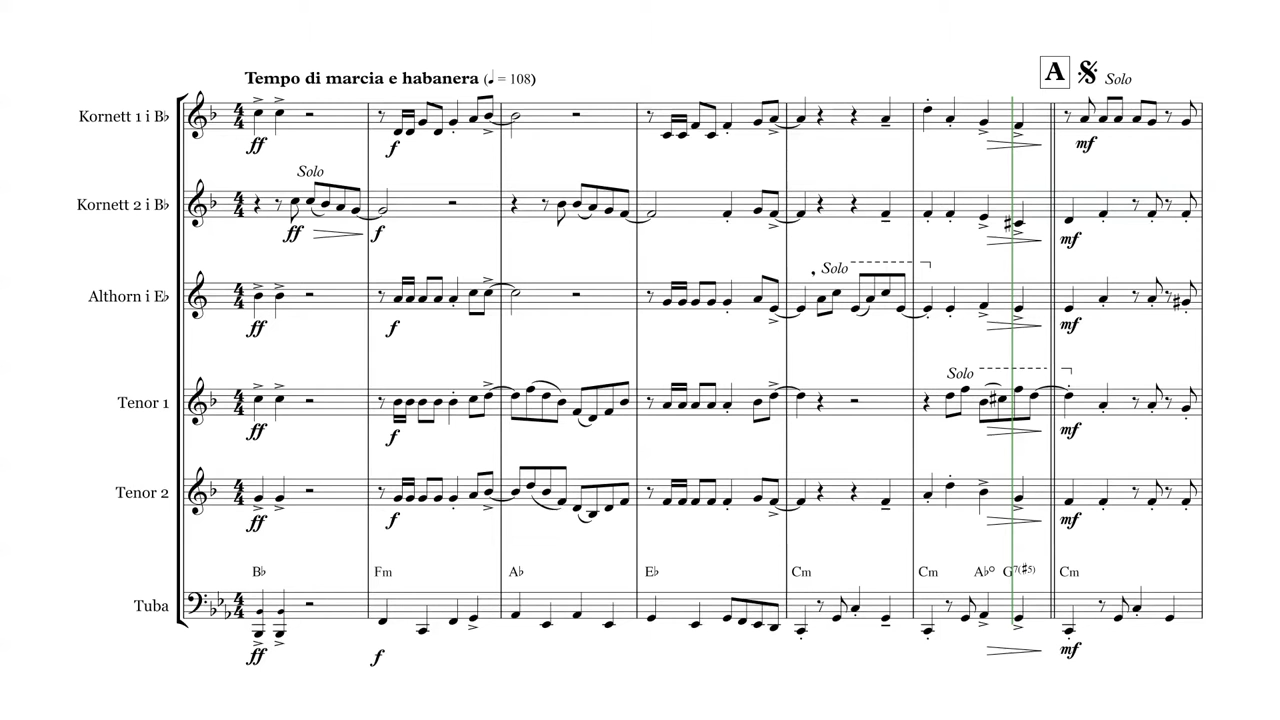 Tempo di marcia e habanera (♩ = 108)
A Solo
Kornett 1 i B♭
ff f mf
Solo
Kornett 2 i B♭
ff f mf
Solo
Althorn i E♭
ff f mf
Solo
Tenor 1
ff f mf
Tenor 2
ff f mf
B♭ Fm A♭ E♭ Cm Cm A♭o G7(♯5) Cm
Tuba
ff f mf